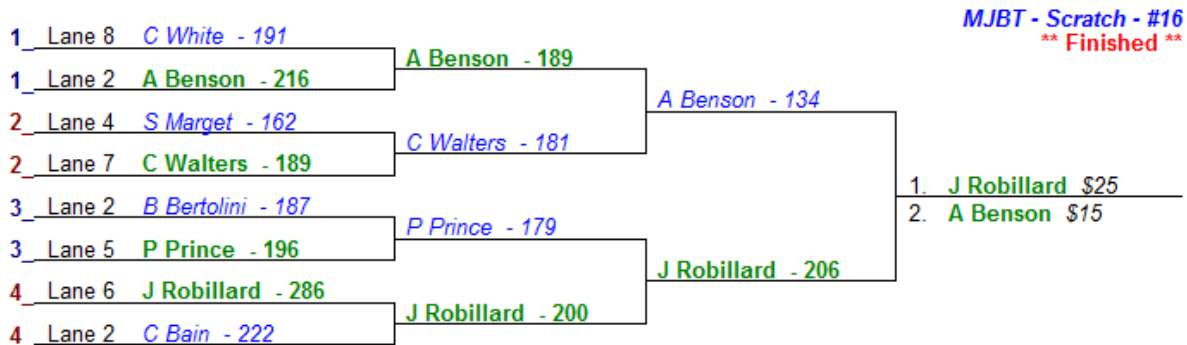 MJBT - Scratch - #16
** Finished **
1_ Lane 8 C White - 191
A Benson - 189
1_ Lane 2 A Benson - 216
A Benson - 134
2_ Lane 4 S Marget - 162
C Walters - 181
2_ Lane 7 C Walters - 189
1. J Robillard $25
3_ Lane 2 B Bertolini - 187
2. A Benson $15
P Prince - 179
3_ Lane 5 P Prince - 196
J Robillard - 206
4_ Lane 6 J Robillard - 286
J Robillard - 200
4_ Lane 2 C Bain - 222